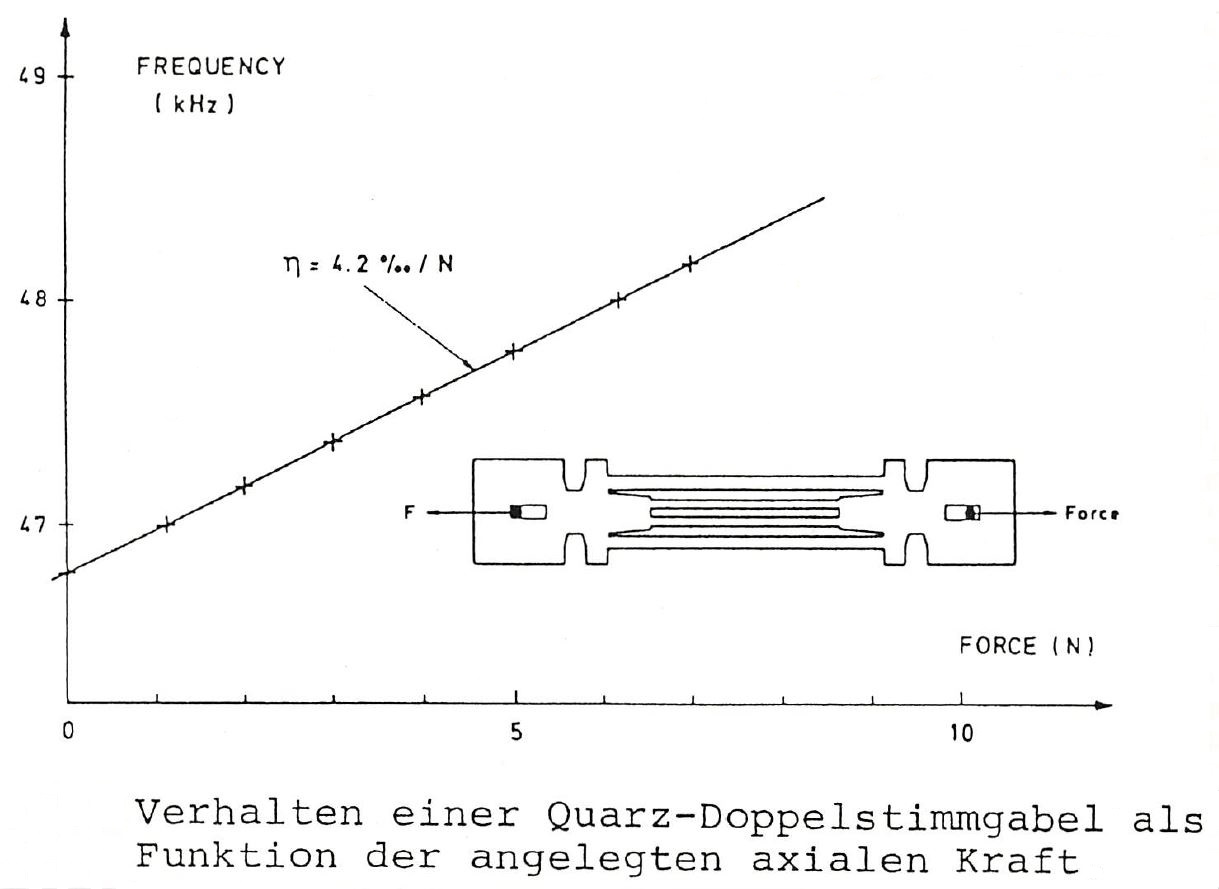 FREQUENCY
( kHz )
49
48
47
η = 4.2 ‰ / N
F
Force
FORCE (N)
0
5
10
Verhalten einer Quarz-Doppelstimmgabel als
Funktion der angelegten axialen Kraft